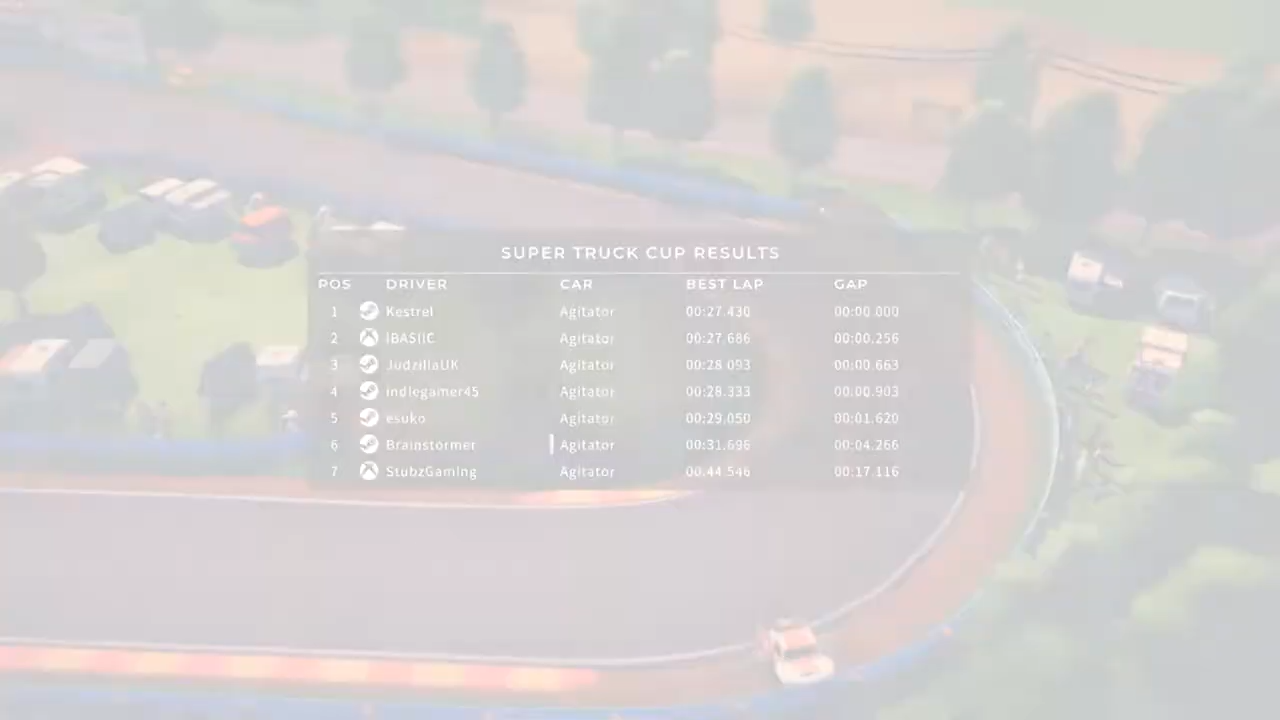 SUPER TRUCK CUP RESULTS
POS DRIVER CAR BEST LAP GAP
1 Kestrel Agitator 00:27.430 00:00.000
2 IBASIIC Agitator 00:27.686 00:00.256
3 JudzillaUK Agitator 00:28.093 00:00.663
4 indiegamer45 Agitator 00:28.333 00:00.903
5 esuko Agitator 00:29.050 00:01.620
6 Brainstormer Agitator 00:31.696 00:04.266
7 StubzGaming Agitator 00:44.546 00:17.116